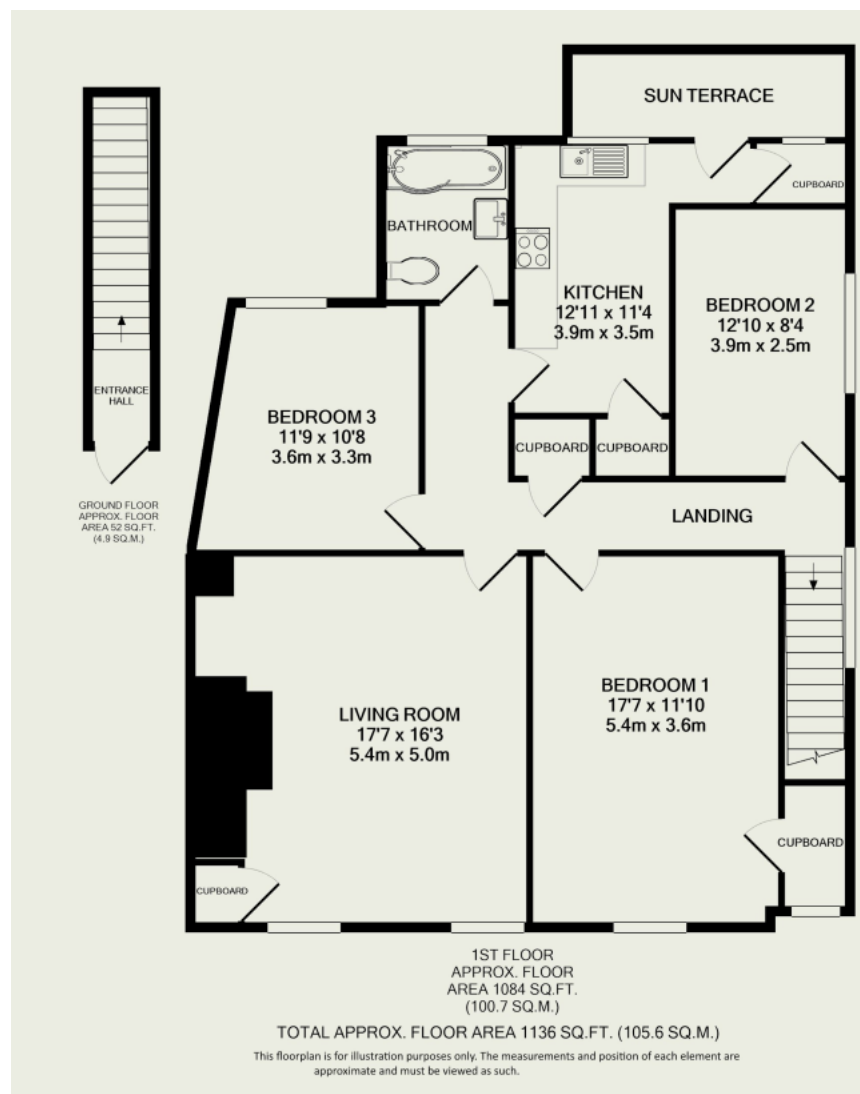 SUN TERRACE
CUPBOARD
BATHROOM
KITCHEN
12'11 x 11'4
3.9m x 3.5m
BEDROOM 2
12'10 x 8'4
3.9m x 2.5m
ENTRANCE
HALL
BEDROOM 3
11'9 x 10'8
3.6m x 3.3m
CUPBOARD
CUPBOARD
GROUND FLOOR
APPROX. FLOOR
AREA 52 SQ.FT.
(4.9 SQ.M.)
LANDING
LIVING ROOM
17'7 x 16'3
5.4m x 5.0m
BEDROOM 1
17'7 x 11'10
5.4m x 3.6m
CUPBOARD
CUPBOARD
1ST FLOOR
APPROX. FLOOR
AREA 1084 SQ.FT.
(100.7 SQ.M.)
TOTAL APPROX. FLOOR AREA 1136 SQ.FT. (105.6 SQ.M.)
This floorplan is for illustration purposes only. The measurements and position of each element are
approximate and must be viewed as such.